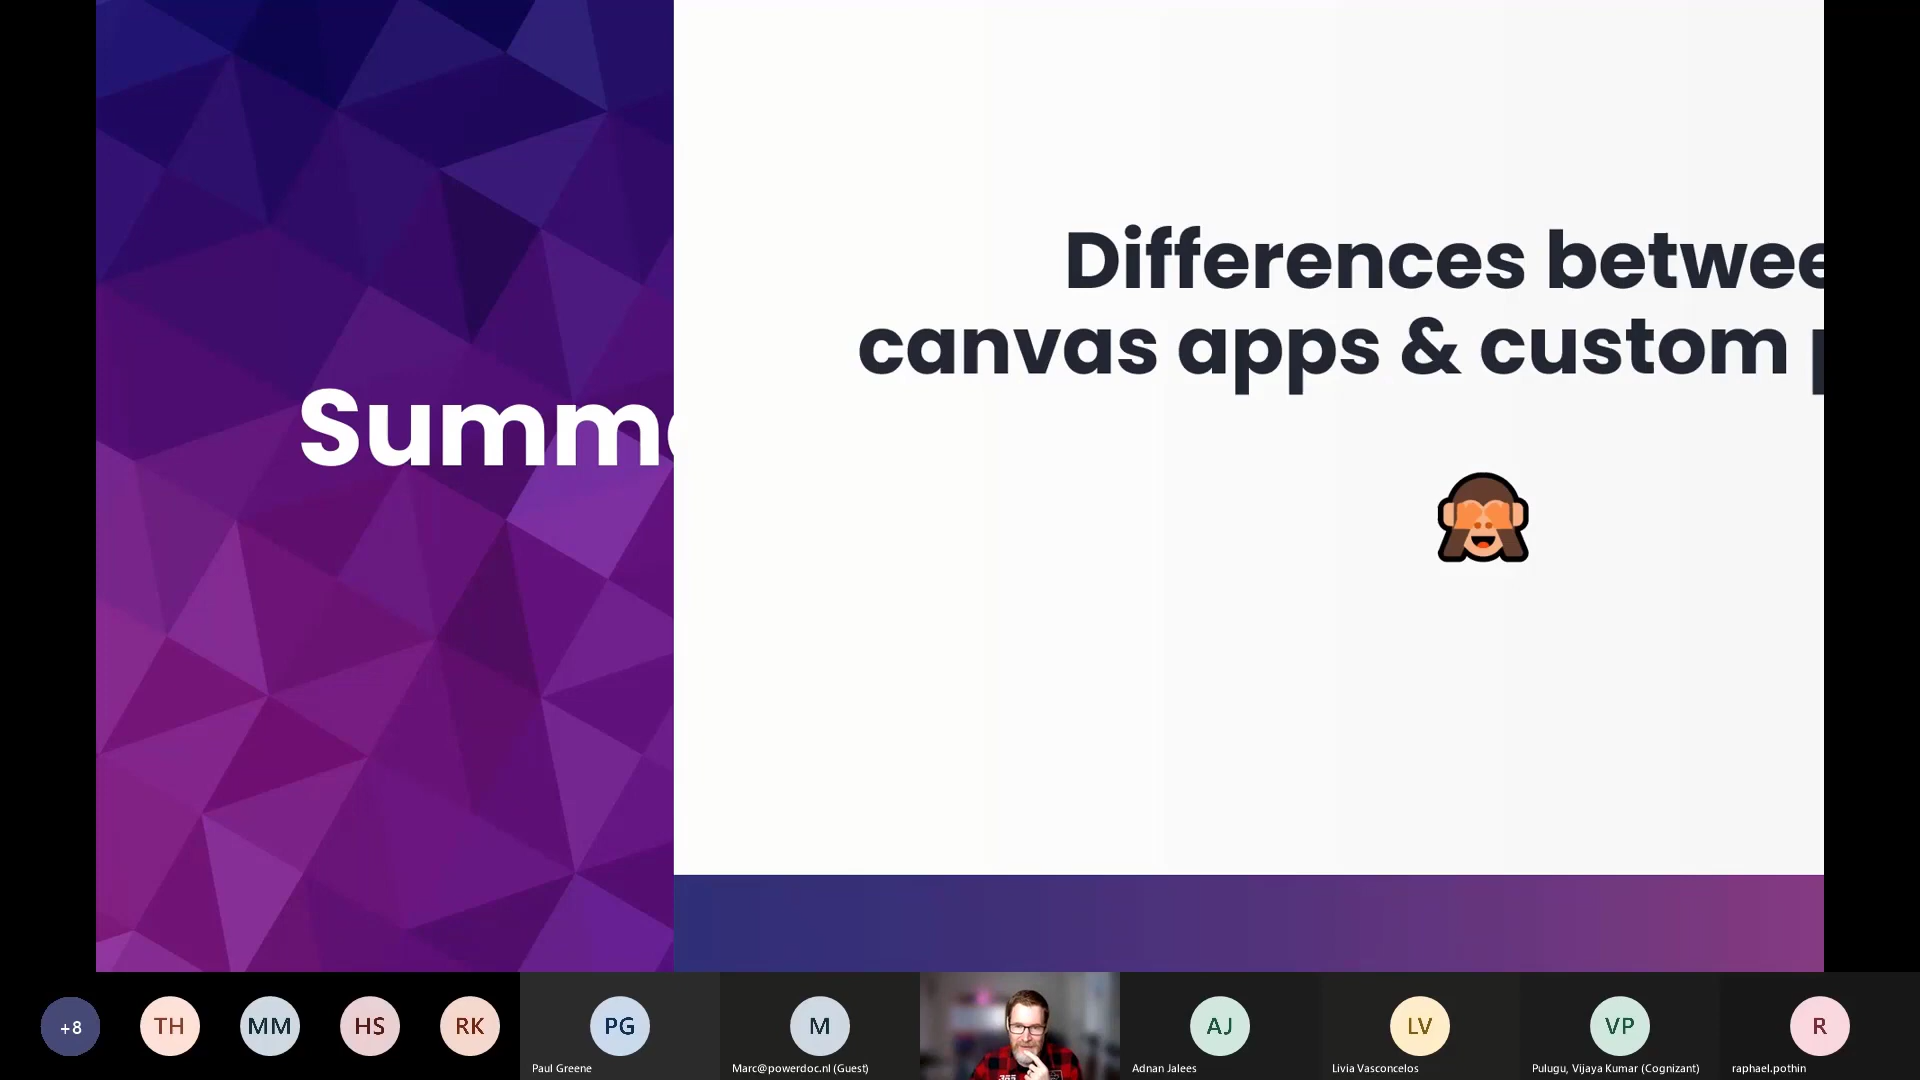 Differences betwee
canvas apps & custom
Summa
+8
TH
MM
HS
RK
PG
M
AJ
LV
VP
R
Paul Greene
Marc@powerdoc.nl (Guest)
Adnan Jalees
Livia Vasconcelos
Pulugu, Vijaya Kumar (Cognizant)
raphael.pothin